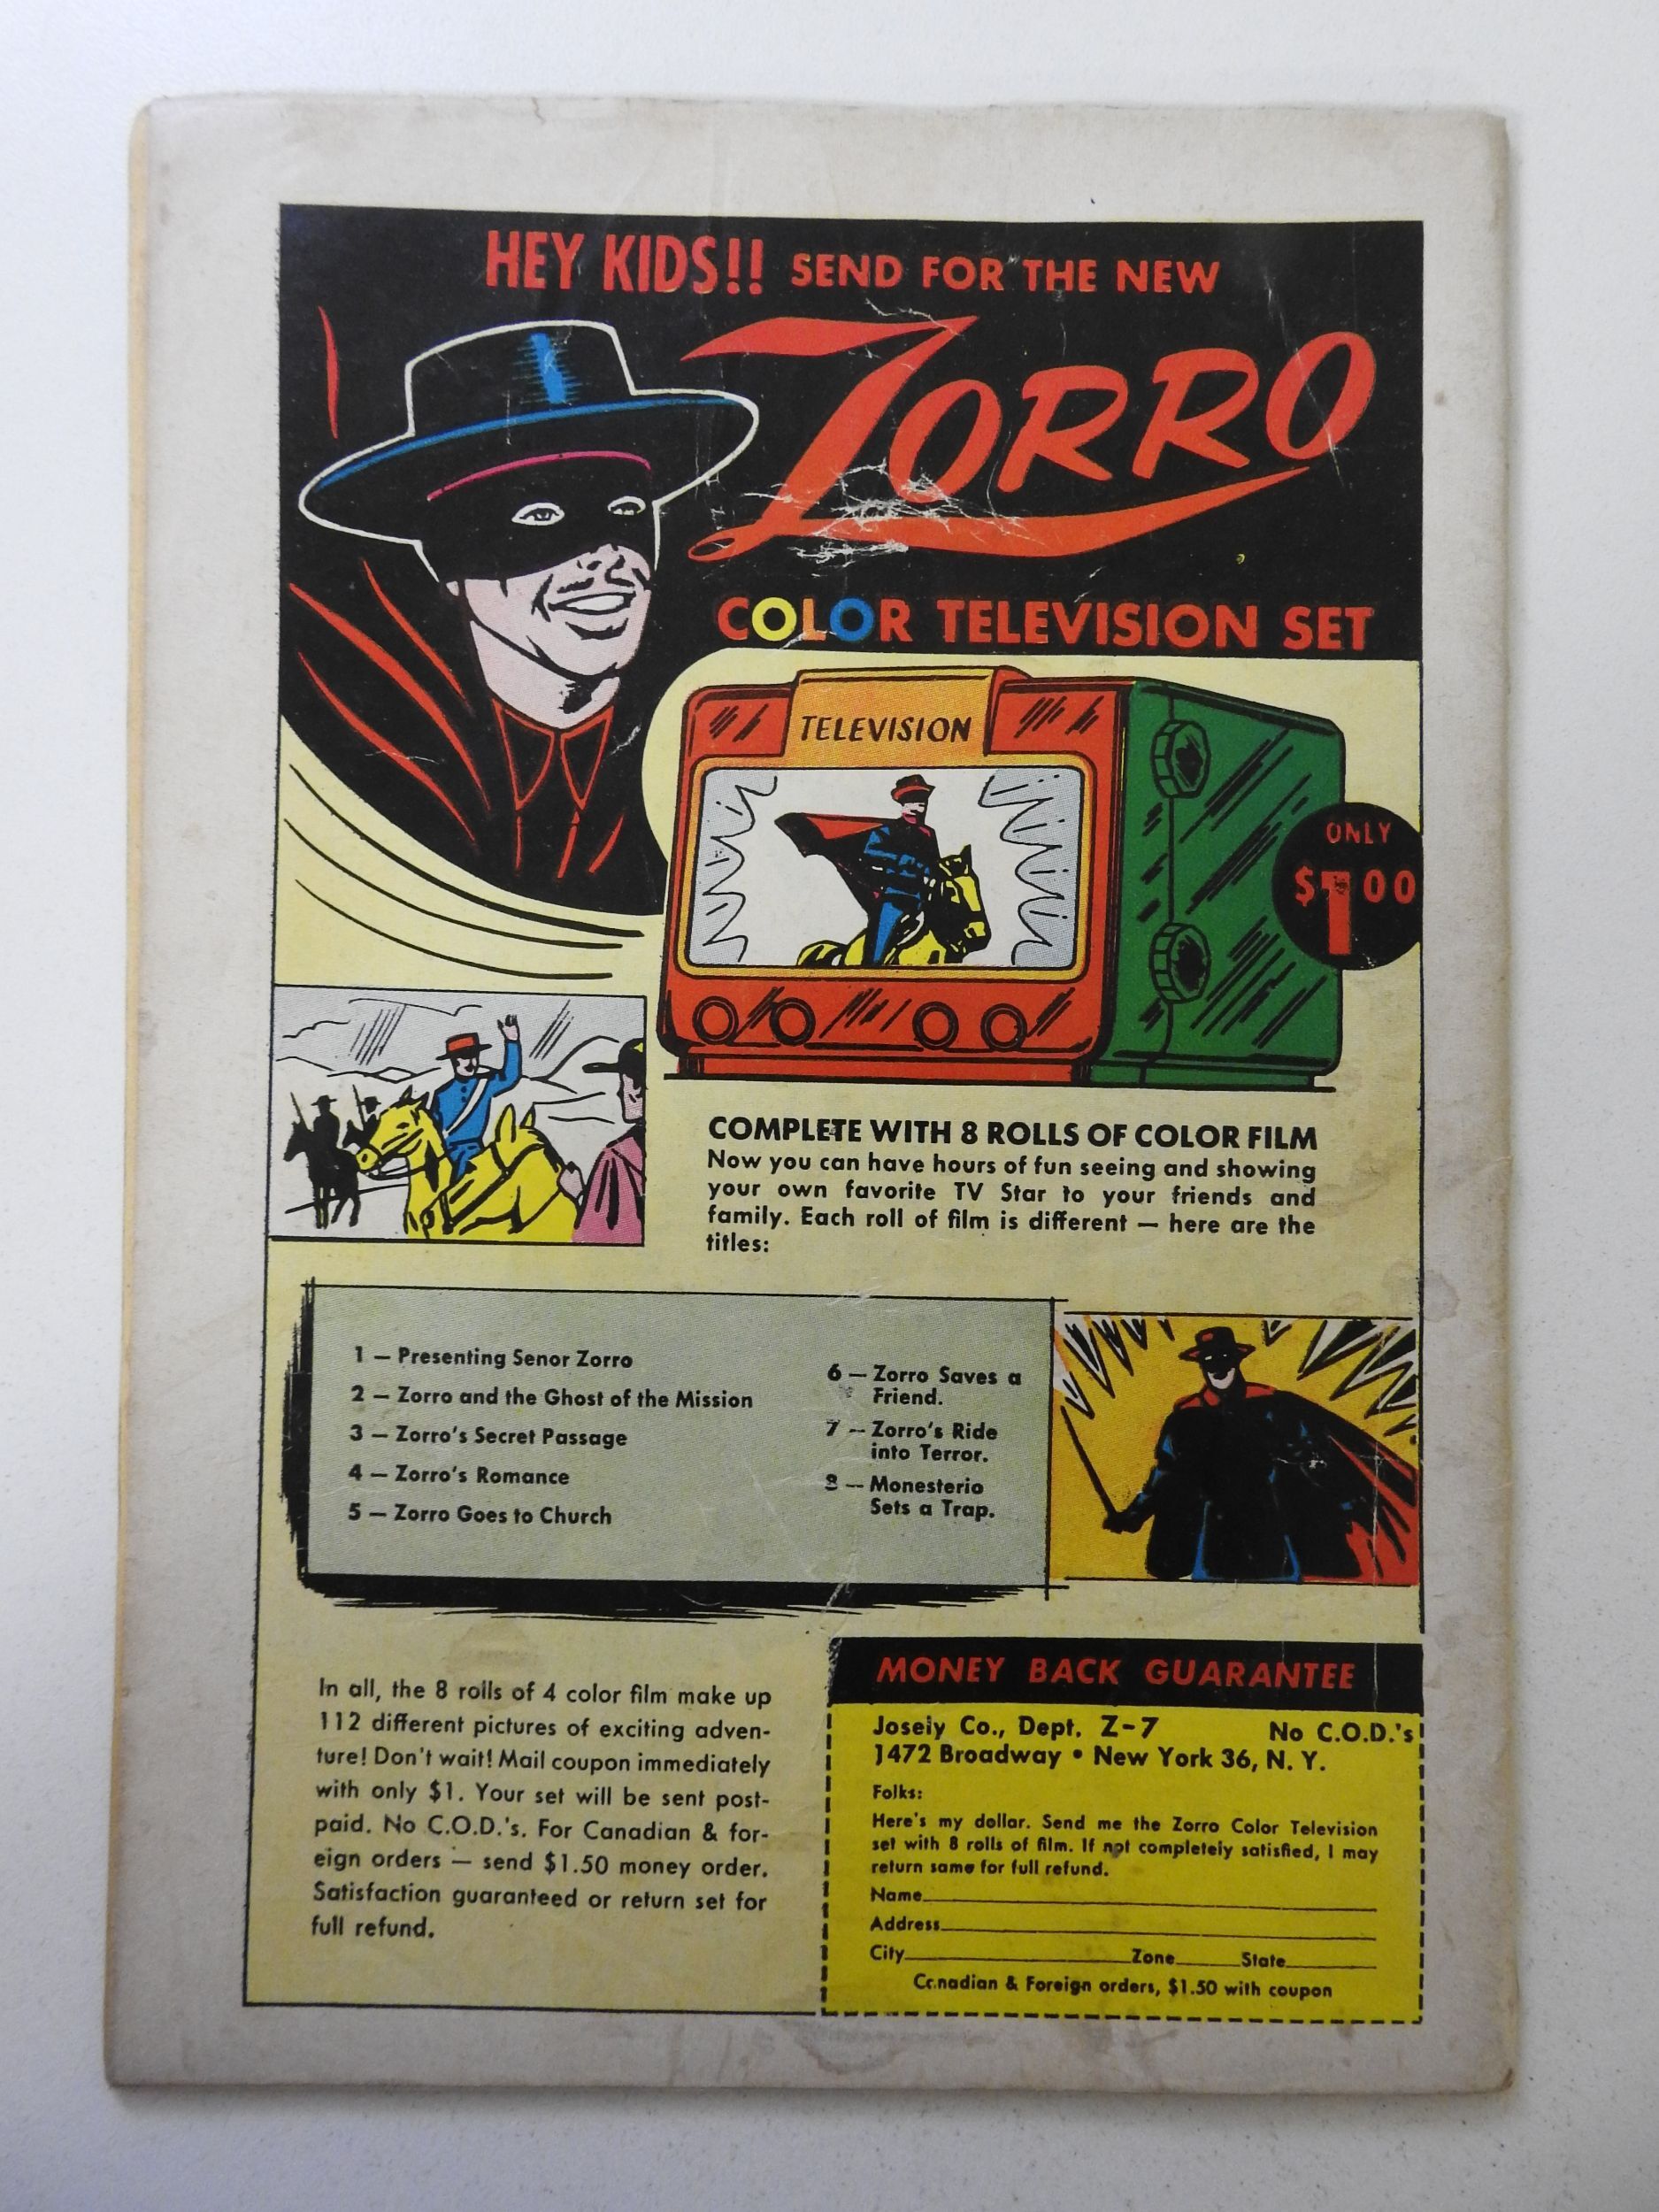 HEY KIDS!! SEND FOR THE NEW
ZORRO
COLOR TELEVISION SET
TELEVISION
ONLY
$1.00
COMPLETE WITH 8 ROLLS OF COLOR FILM
Now you can have hours of fun seeing and showing
your own favorite TV Star to your friends and
family. Each roll of film is different — here are the
titles:
1 — Presenting Senor Zorro
2 — Zorro and the Ghost of the Mission
3 — Zorro's Secret Passage
4 — Zorro's Romance
5 — Zorro Goes to Church
6 — Zorro Saves a
Friend.
7 — Zorro's Ride
into Terror.
8 — Monesterio
Sets a Trap.
In all, the 8 rolls of 4 color film make up
112 different pictures of exciting adven-
ture! Don't wait! Mail coupon immediately
with only $1. Your set will be sent post-
paid. No C.O.D.'s. For Canadian & for-
eign orders — send $1.50 money order.
Satisfaction guaranteed or return set for
full refund.
MONEY BACK GUARANTEE
Josely Co., Dept. Z-7 No C.O.D.'s
1472 Broadway • New York 36, N. Y.
Folks:
Here's my dollar. Send me the Zorro Color Television
set with 8 rolls of film. If not completely satisfied, I may
return same for full refund.
Name
Address
City Zone State
Canadian & Foreign orders, $1.50 with coupon